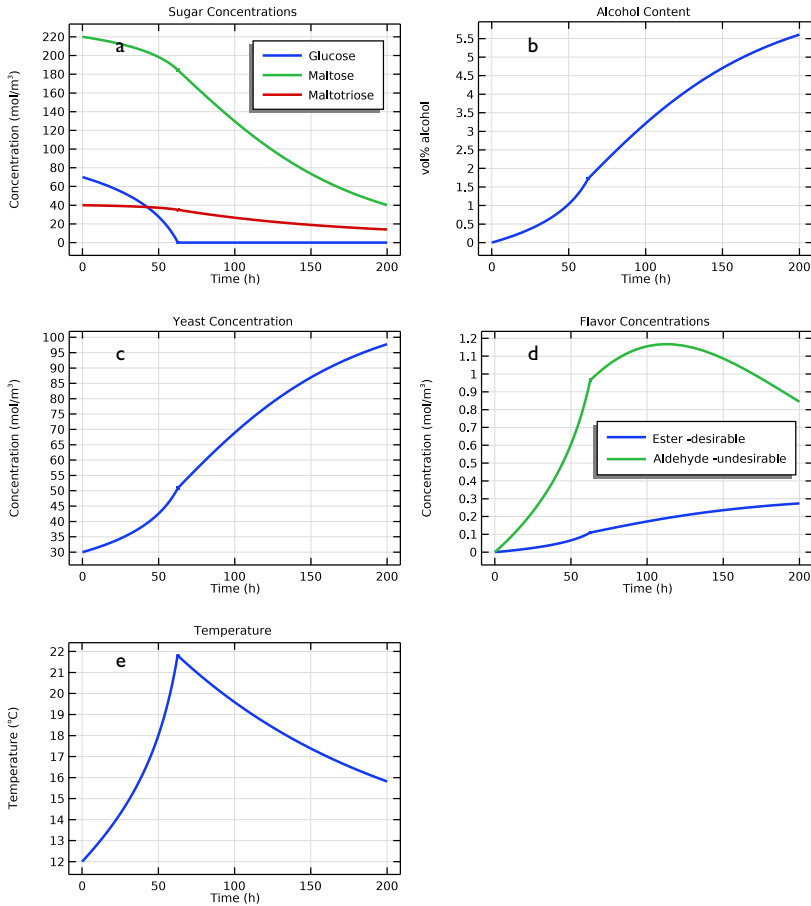 Sugar Concentrations
a
Glucose
Maltose
Maltotriose
Concentration (mol/m³)
220
200
180
160
140
120
100
80
60
40
20
0
0 50 100 150 200
Time (h)
Alcohol Content
b
vol% alcohol
5.5
5
4.5
4
3.5
3
2.5
2
1.5
1
0.5
0
0 50 100 150 200
Time (h)
Yeast Concentration
c
Concentration (mol/m³)
100
95
90
85
80
75
70
65
60
55
50
45
40
35
30
0 50 100 150 200
Time (h)
Flavor Concentrations
d
Ester -desirable
Aldehyde -undesirable
Concentration (mol/m³)
1.2
1.1
1
0.9
0.8
0.7
0.6
0.5
0.4
0.3
0.2
0.1
0
0 50 100 150 200
Time (h)
Temperature
e
Temperature (°C)
22
21
20
19
18
17
16
15
14
13
12
0 50 100 150 200
Time (h)